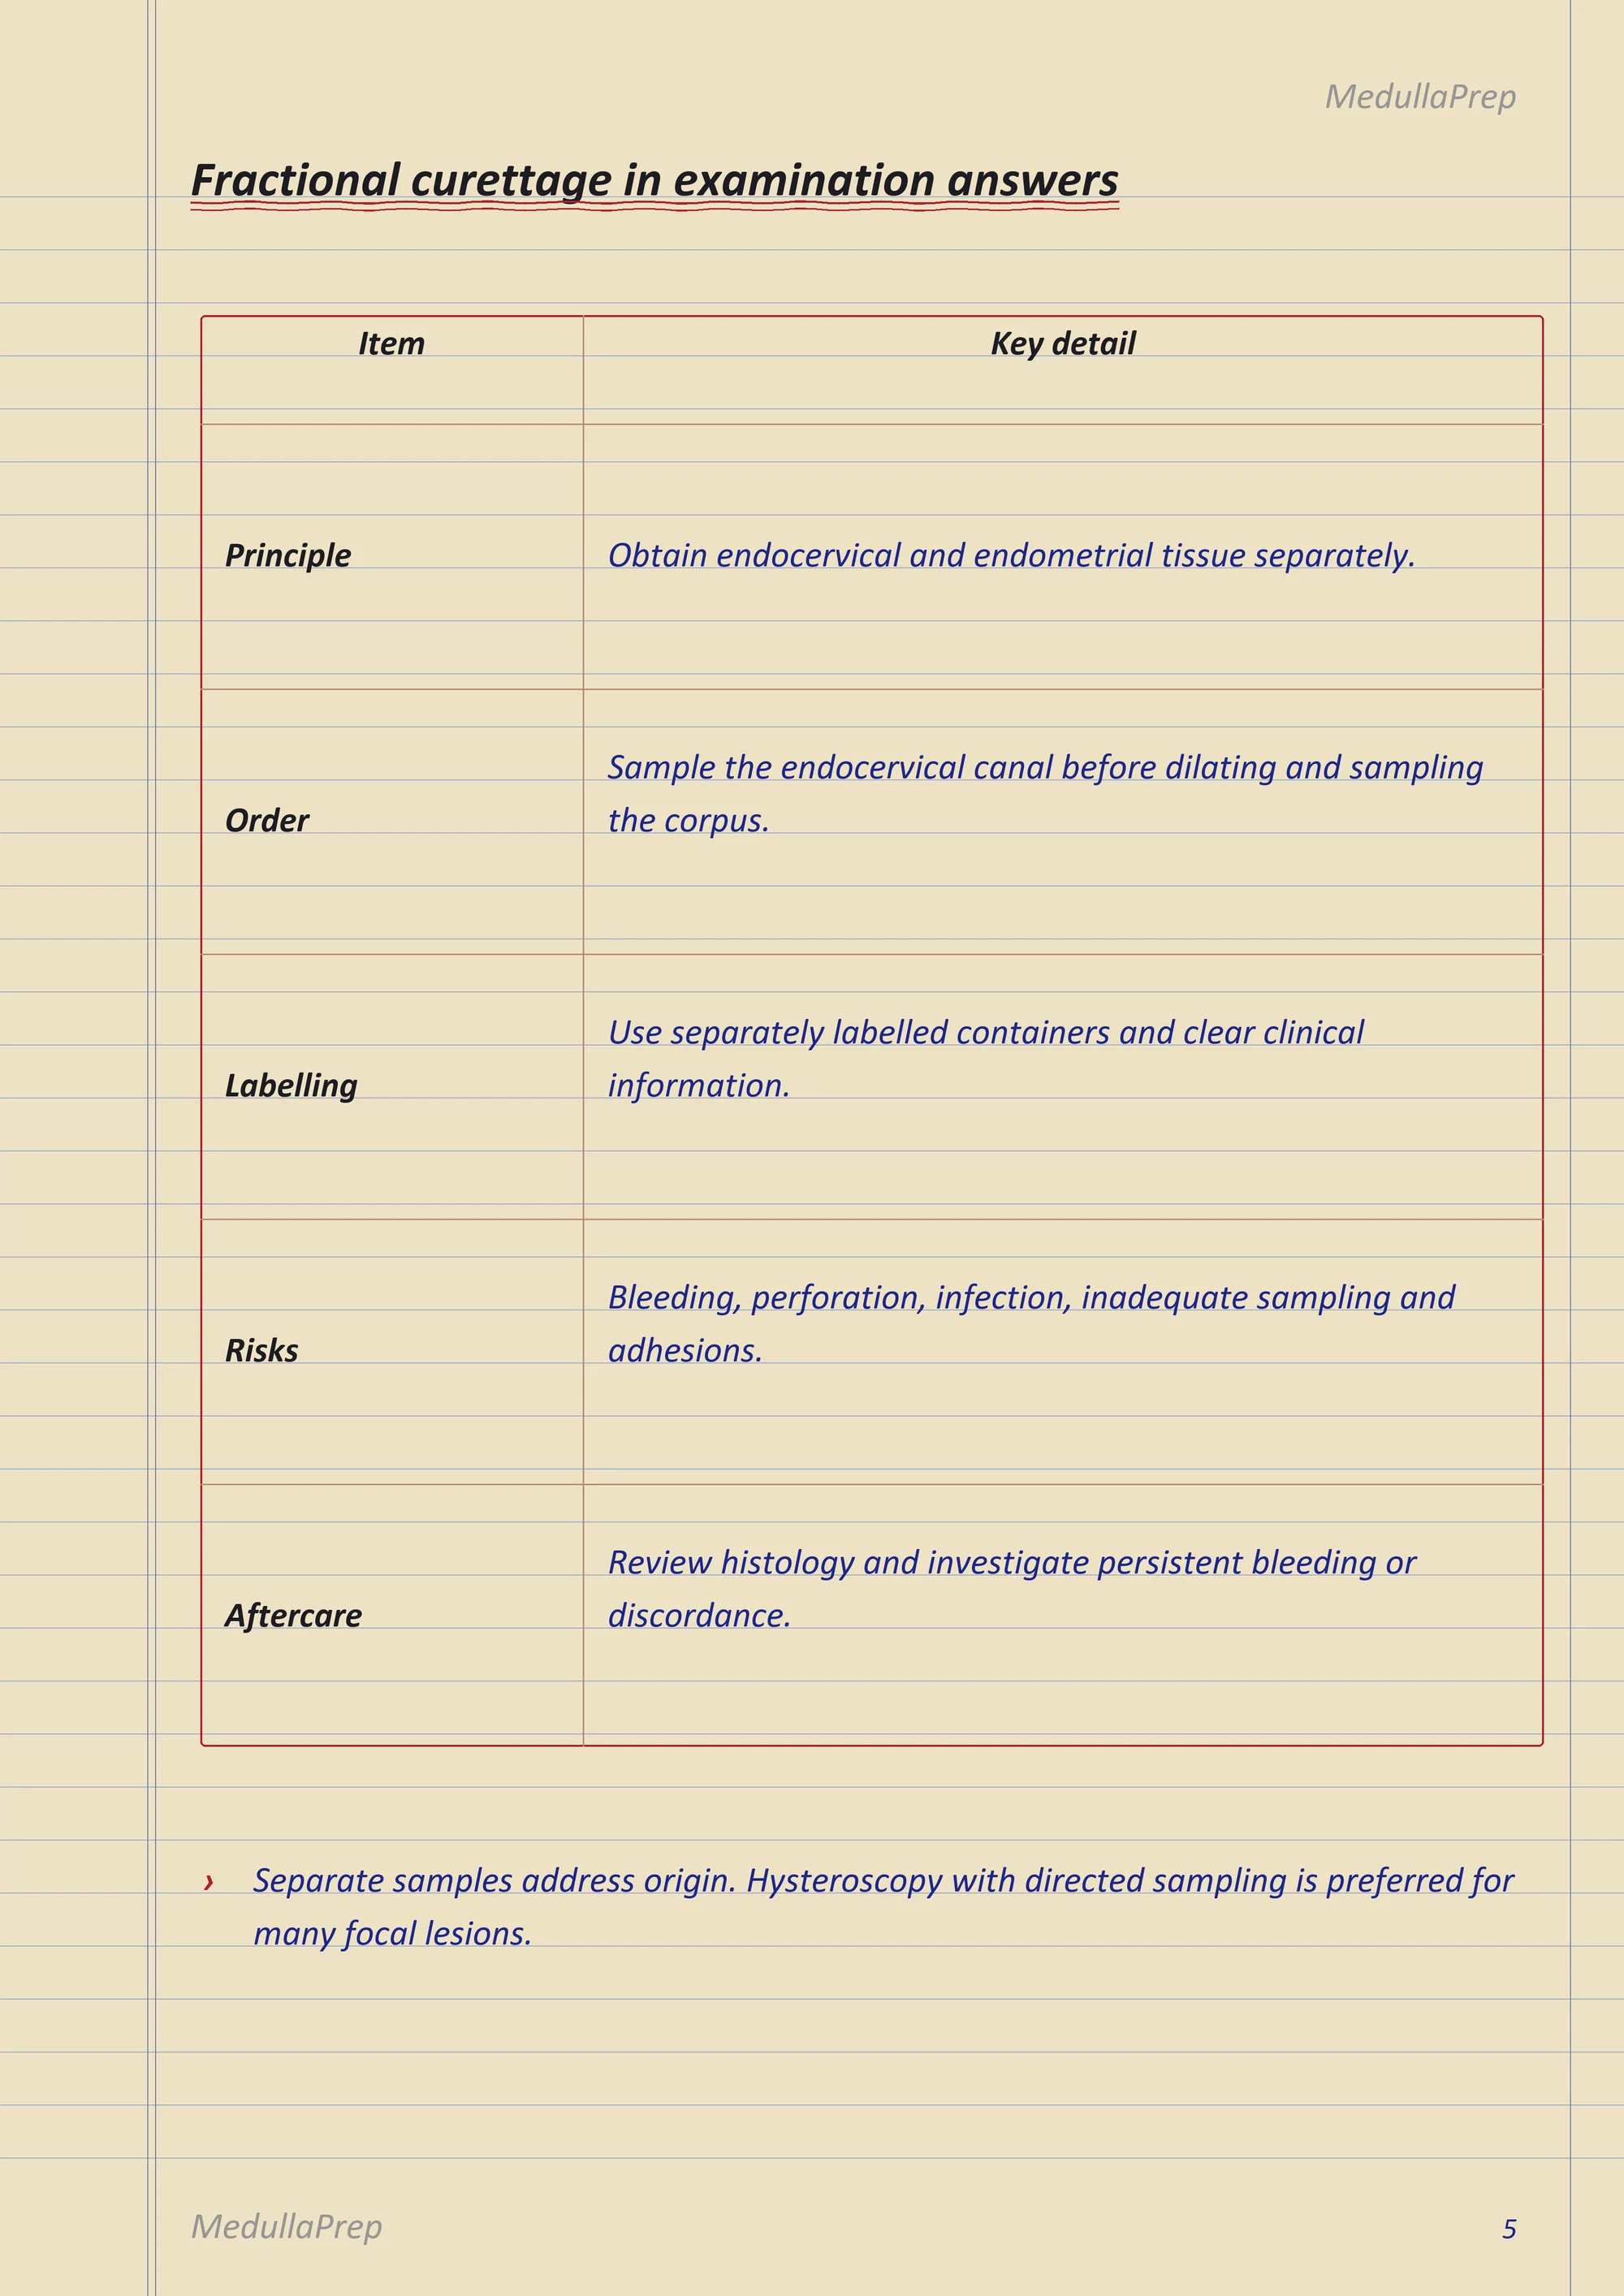 MedullaPrep
Fractional curettage in examination answers
Item Key detail
Principle Obtain endocervical and endometrial tissue separately.
Sample the endocervical canal before dilating and sampling
Order the corpus.
Use separately labelled containers and clear clinical
Labelling information.
Bleeding, perforation, infection, inadequate sampling and
Risks adhesions.
Review histology and investigate persistent bleeding or
Aftercare discordance.
› Separate samples address origin. Hysteroscopy with directed sampling is preferred for
many focal lesions.
MedullaPrep 5